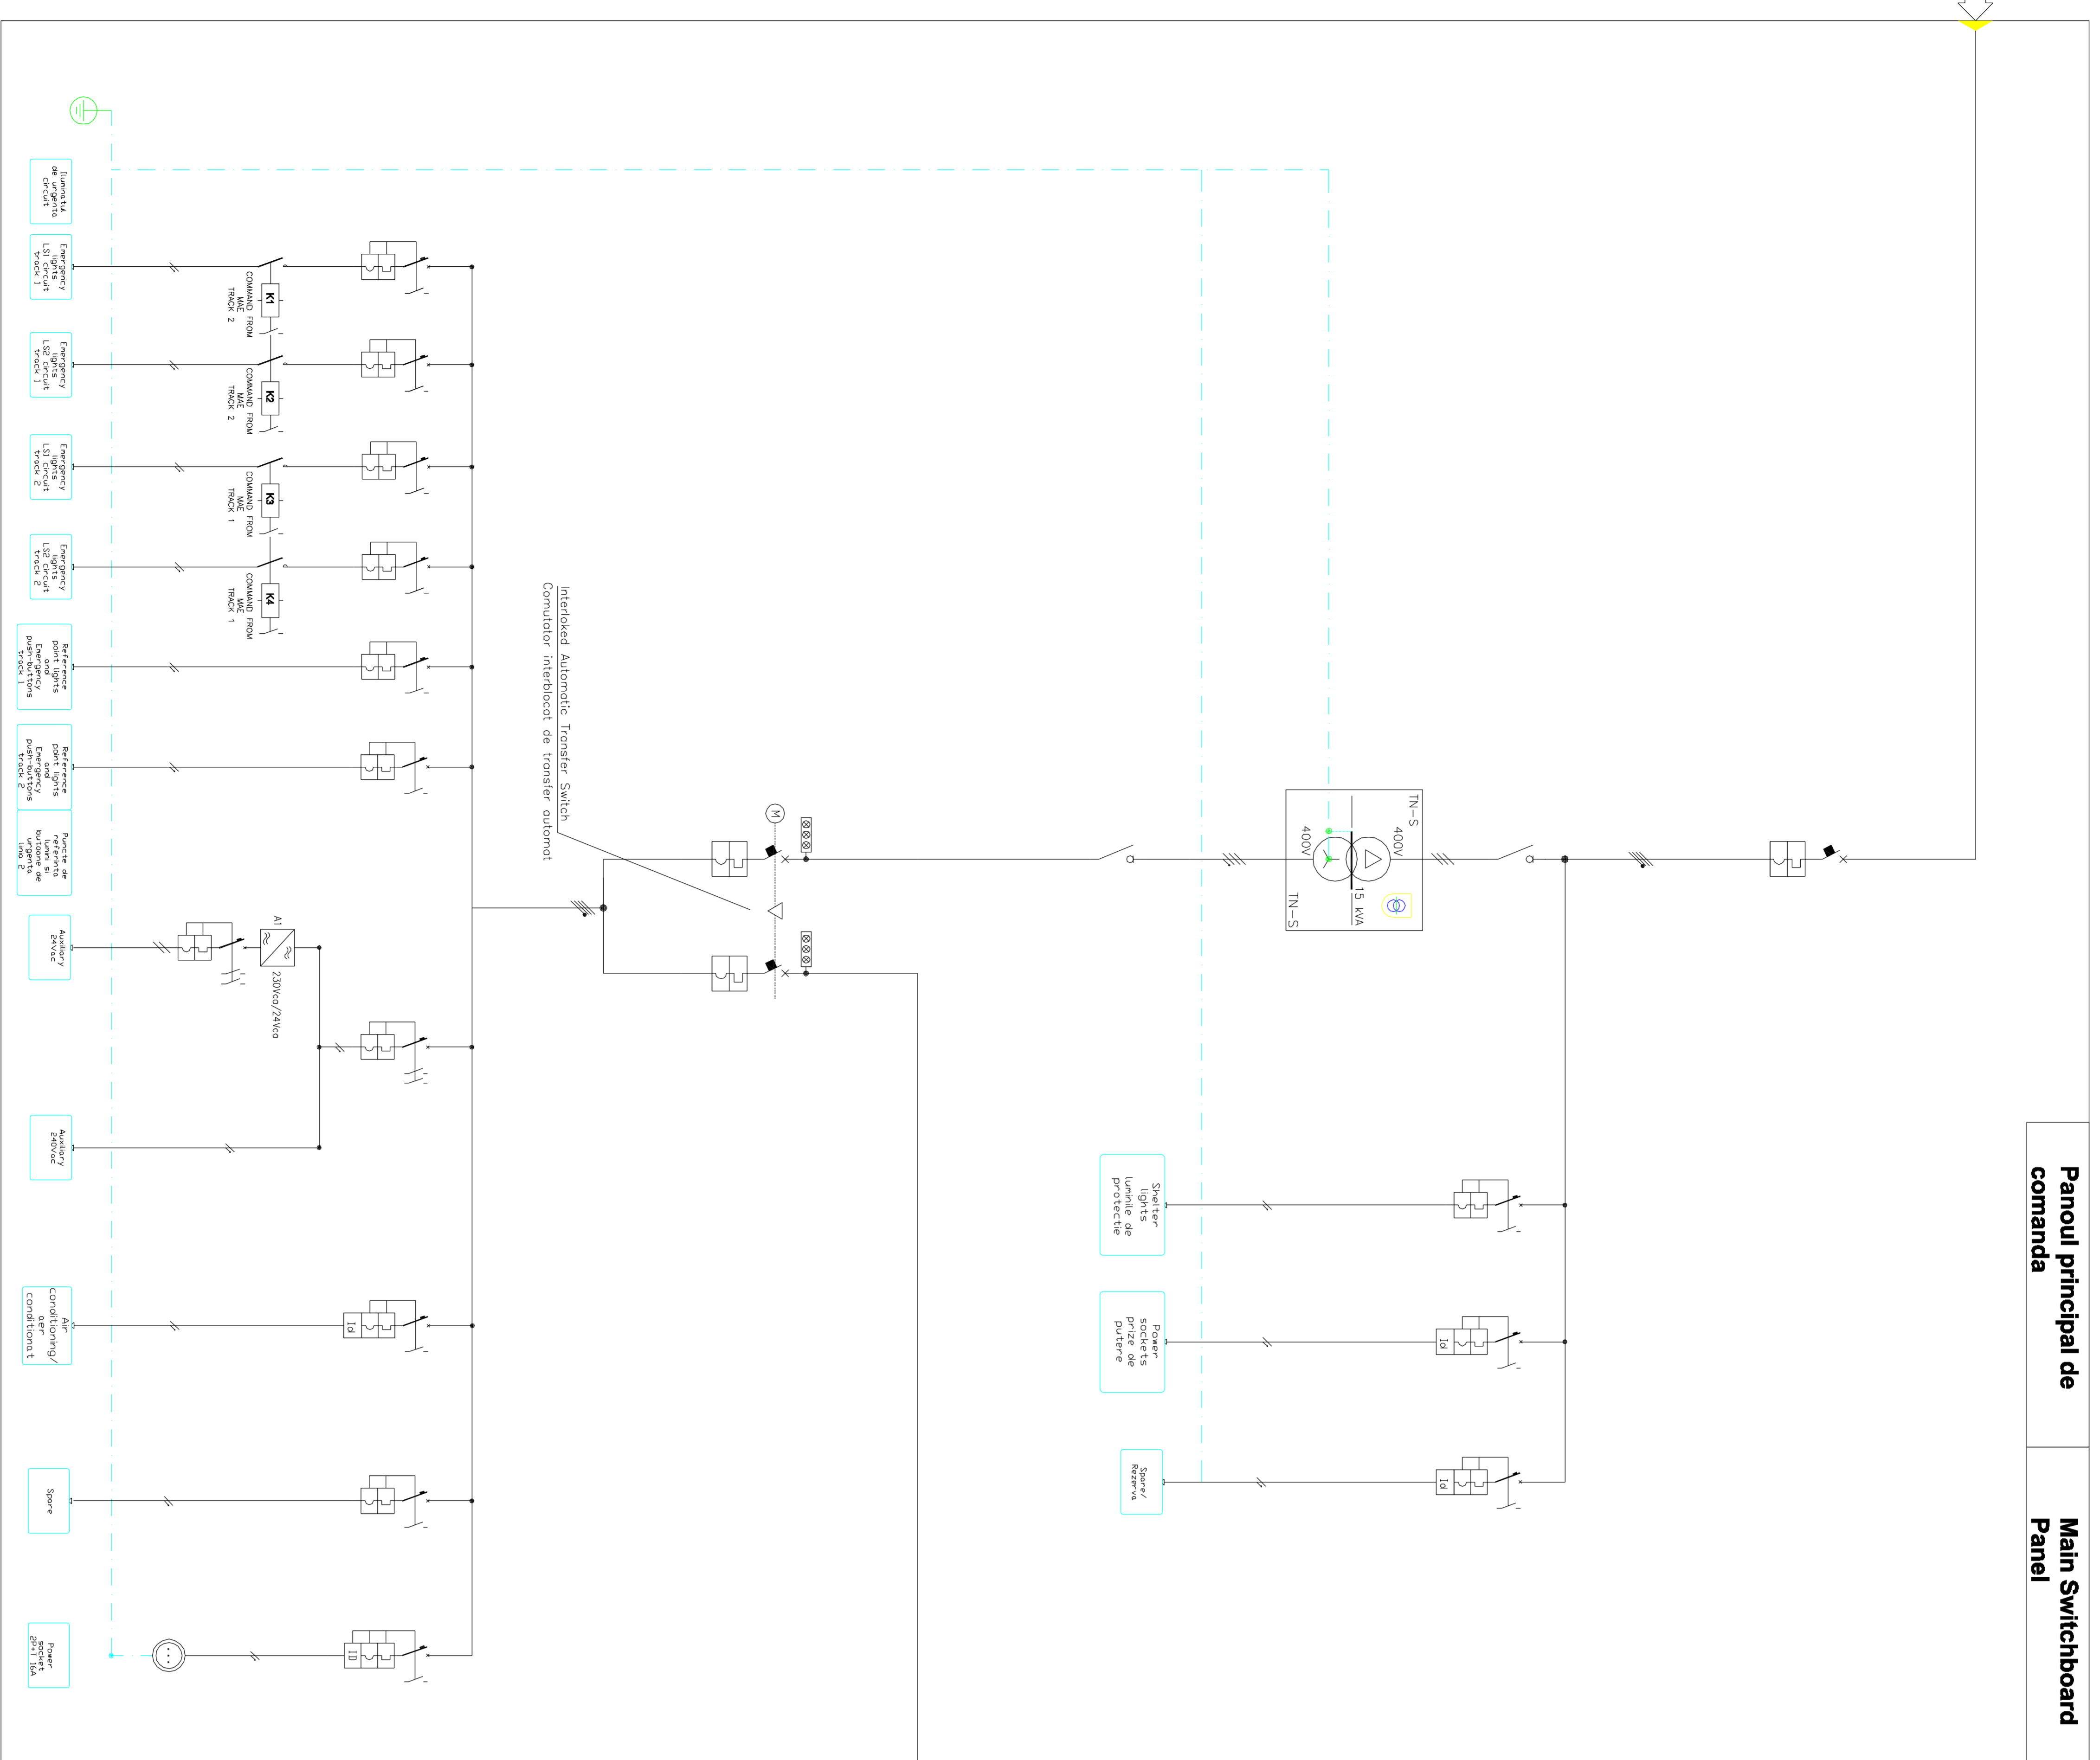 Panoul principal de
comanda
Main Switchboard
Panel
TN-S
400V
15 kVA
400V
TN-S
Shelter
lights
luminile de
protectie
Power
sockets
prize de
putere
Spare/
Rezerva
M
Interloked Automatic Transfer Switch
Comutator interblocat de transfer automat
Id
Id
K1
COMMAND FROM
MAE
TRACK 2
K2
COMMAND FROM
MAE
TRACK 2
K3
COMMAND FROM
MAE
TRACK 1
K4
COMMAND FROM
MAE
TRACK 1
A1
230Vca/24Vca
Id
ID
Iluminatul
de urgenta
circuit
Emergency
lights
LS1 circuit
track 1
Emergency
lights
LS2 circuit
track 1
Emergency
lights
LS1 circuit
track 2
Emergency
lights
LS2 circuit
track 2
Reference
point lights
and
Emergency
push-buttons
track 1
Reference
point lights
and
Emergency
push-buttons
track 2
Puncte de
referinta
lumini si
butoane de
urgenta
linia 2
Auxiliary
24Vac
Auxiliary
240Vac
Air
conditioning/
aer
conditionat
Spare
Power
socket
2P+T 16A